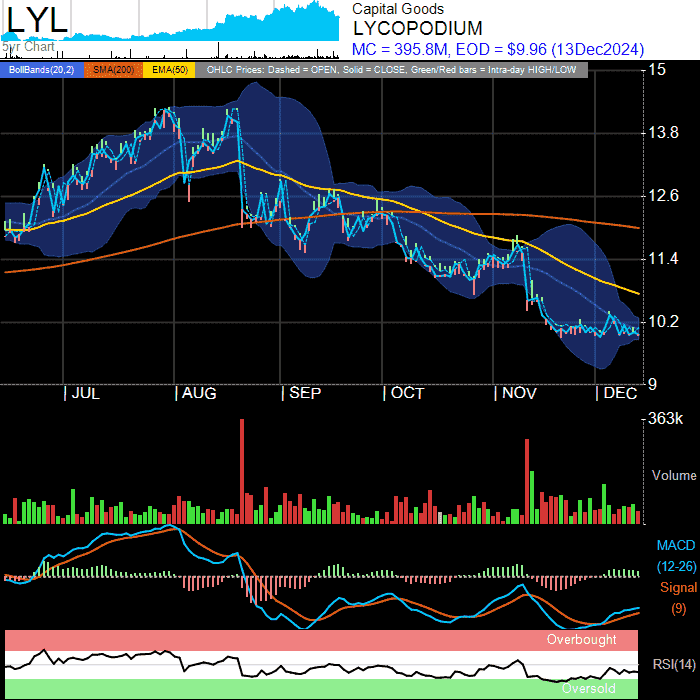 LYL
5yr Chart
Capital Goods
LYCOPODIUM
MC = 395.8M, EOD = $9.96 (13Dec2024)
BollBands(20,2) SMA(200) EMA(50) OHLC Prices: Dashed = OPEN, Solid = CLOSE, Green/Red bars = Intra-day HIGH/LOW
15
13.8
12.6
11.4
10.2
9
JUL AUG SEP OCT NOV DEC
363k
Volume
MACD
(12-26)
Signal
(9)
Overbought
RSI(14)
Oversold